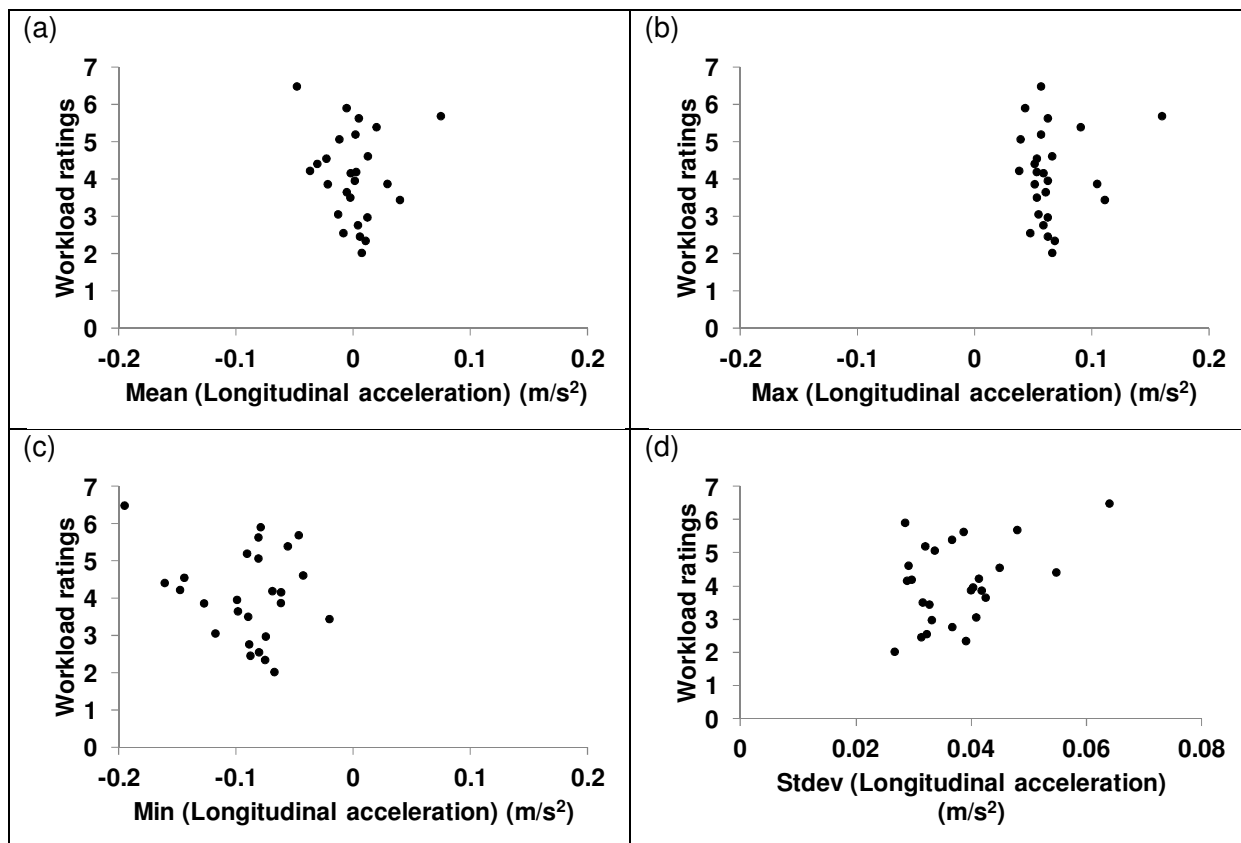 (a)
Workload ratings
7
6
5
4
3
2
1
0
-0.2 -0.1 0 0.1 0.2
Mean (Longitudinal acceleration) (m/s²)
(b)
Workload ratings
7
6
5
4
3
2
1
0
-0.2 -0.1 0 0.1 0.2
Max (Longitudinal acceleration) (m/s²)
(c)
Workload ratings
7
6
5
4
3
2
1
0
-0.2 -0.1 0 0.1 0.2
Min (Longitudinal acceleration) (m/s²)
(d)
Workload ratings
7
6
5
4
3
2
1
0
0 0.02 0.04 0.06 0.08
Stdev (Longitudinal acceleration)
(m/s²)